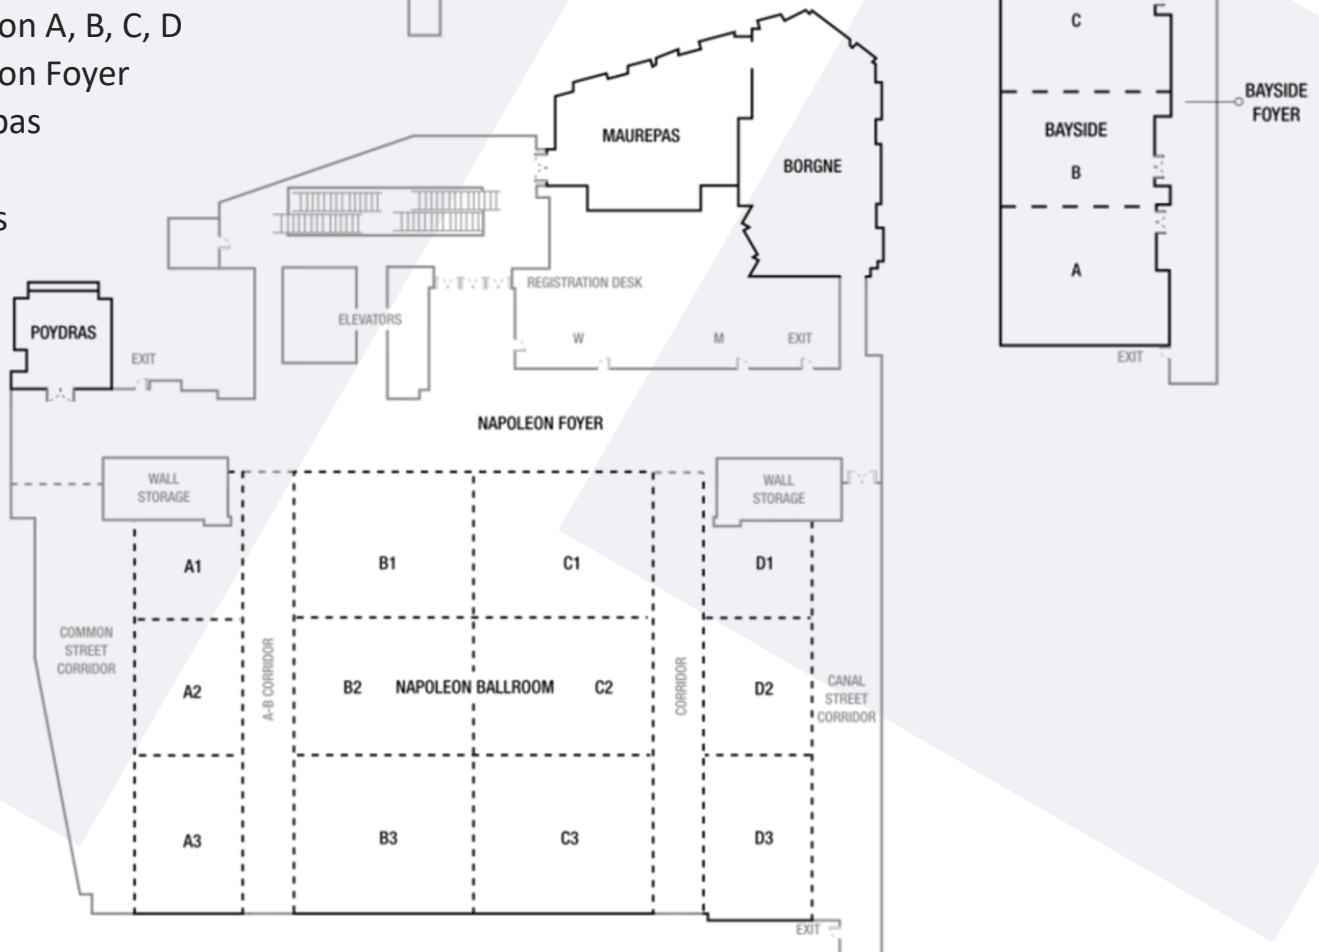 on A, B, C, D
on Foyer
pas
s
C
BAYSIDE
FOYER
BAYSIDE
B
A
EXIT
MAUREPAS
BORGNE
REGISTRATION DESK
ELEVATORS
W
M
EXIT
POYDRAS
EXIT
NAPOLEON FOYER
WALL
STORAGE
WALL
STORAGE
A1
B1
C1
D1
COMMON
STREET
CORRIDOR
A-B CORRIDOR
CORRIDOR
A2
B2
NAPOLEON BALLROOM
C2
D2
CANAL
STREET
CORRIDOR
A3
B3
C3
D3
EXIT